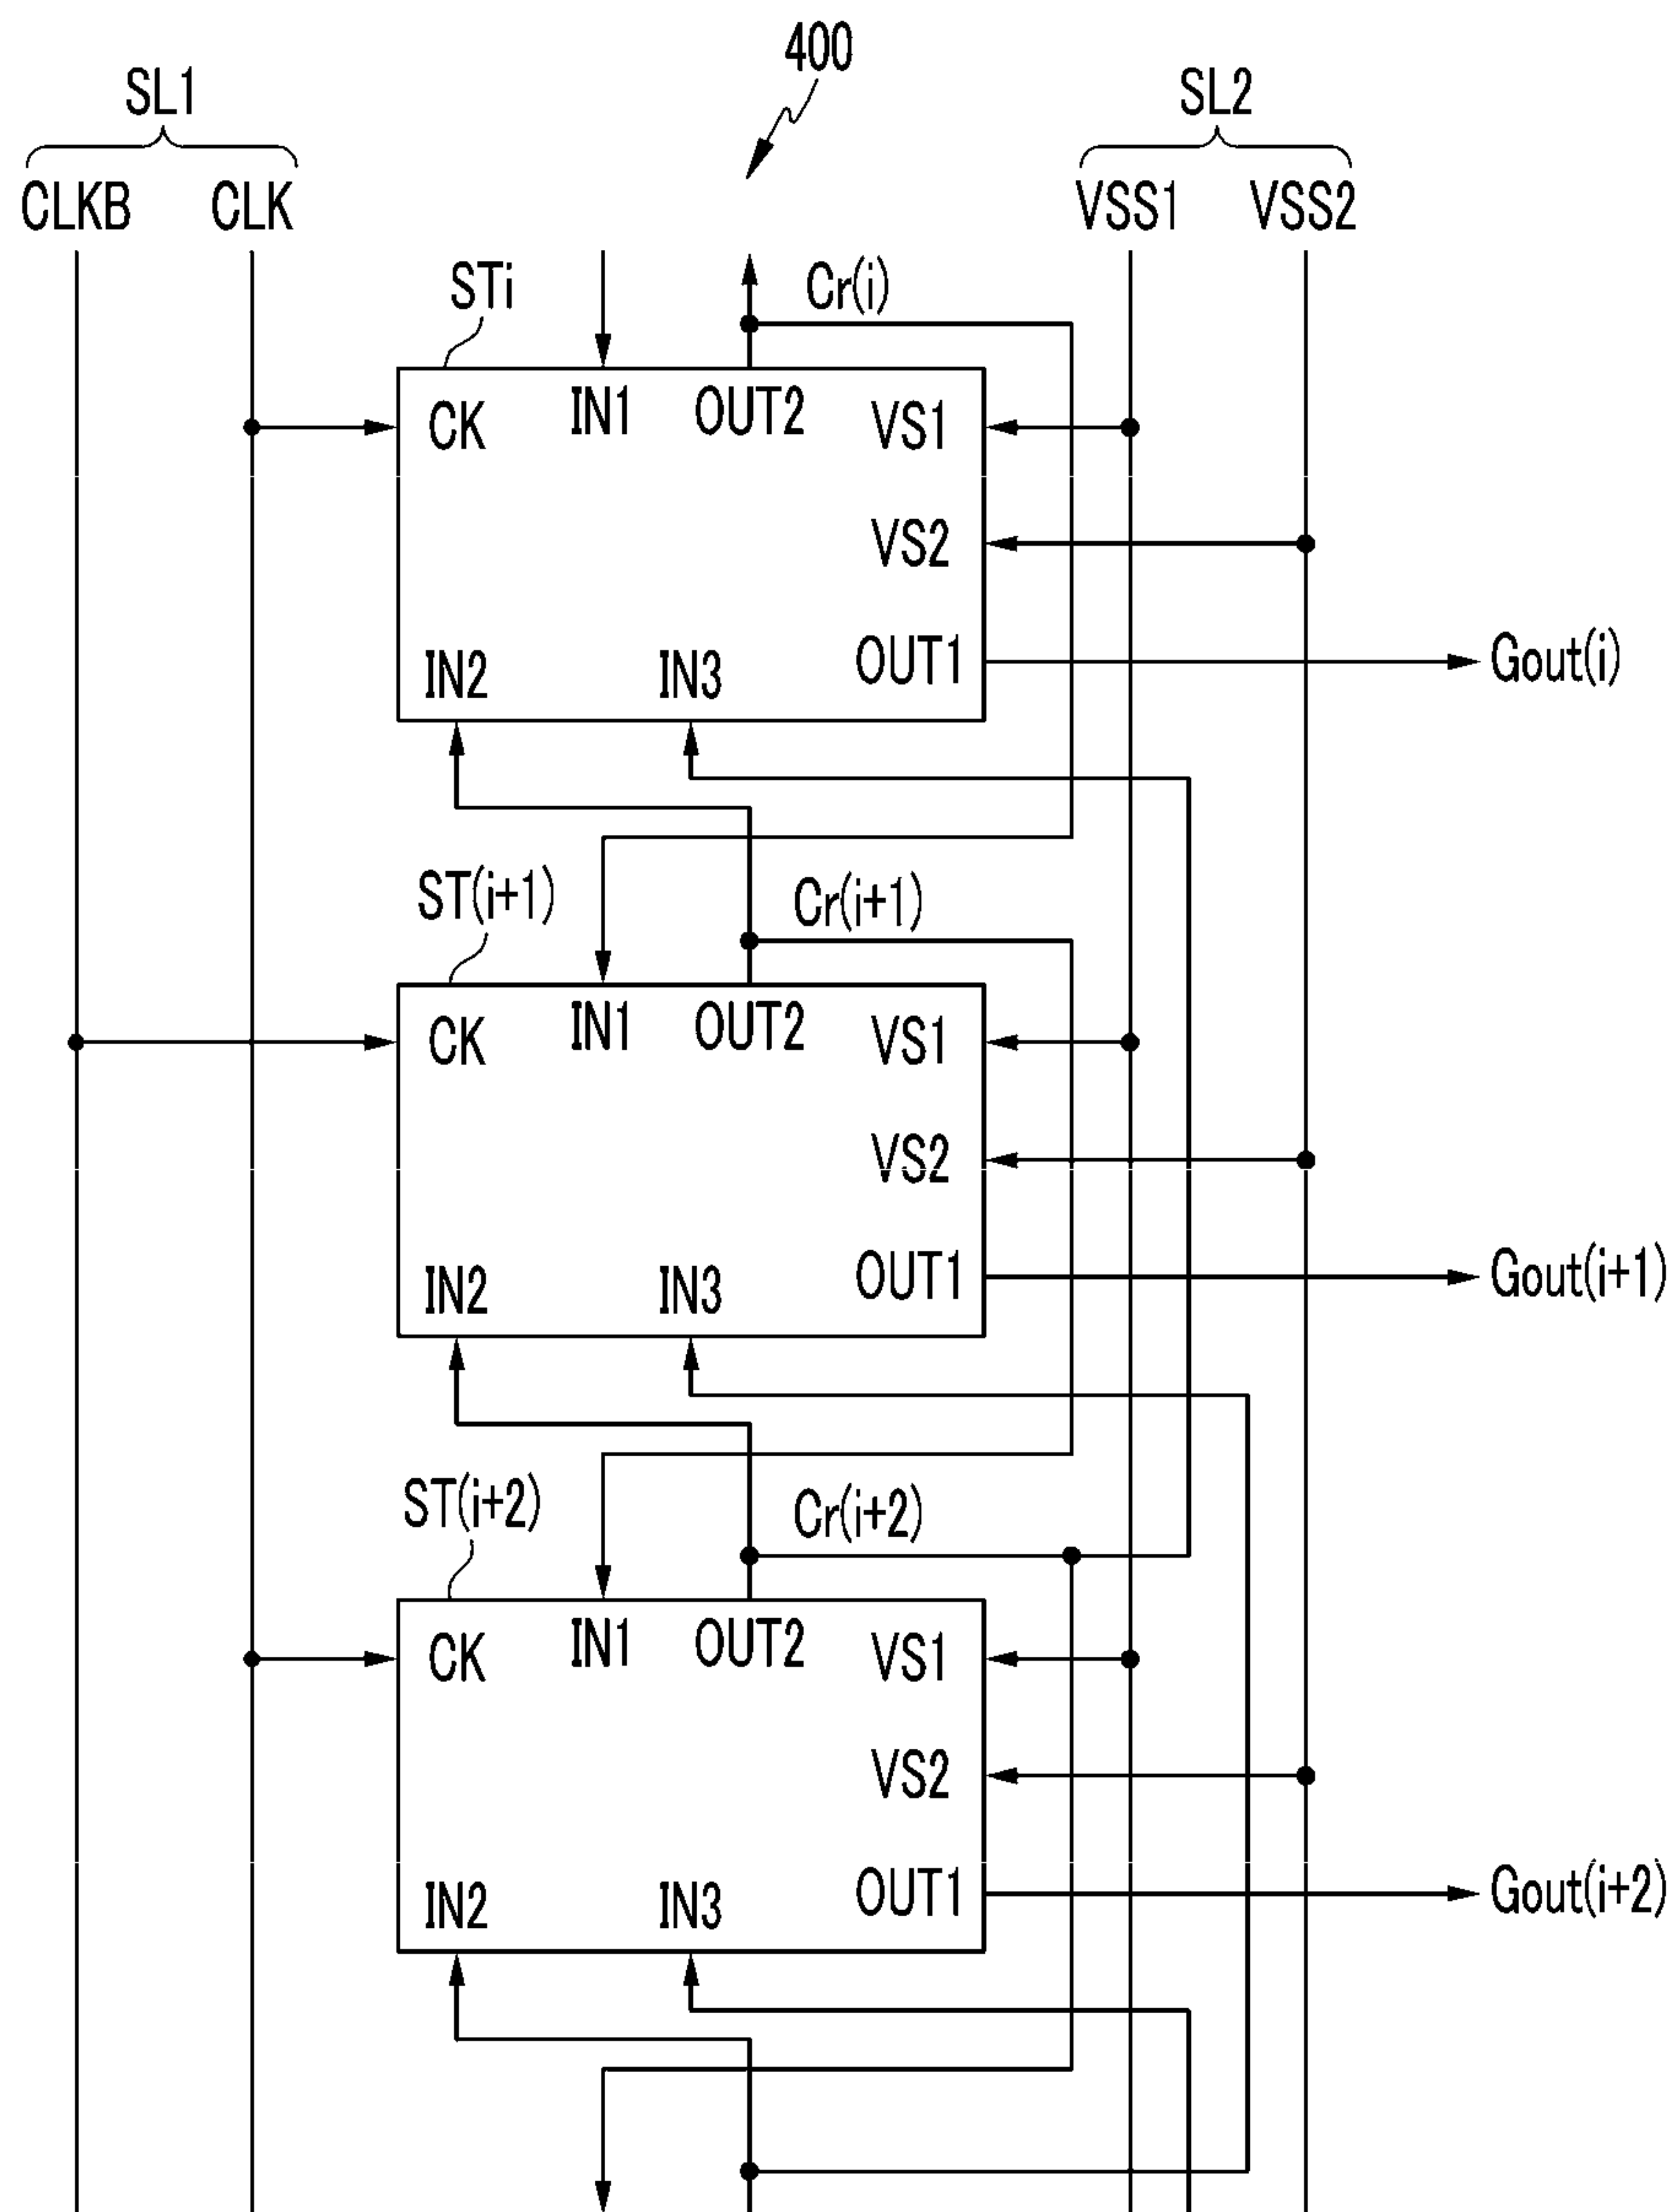 400
SL1
SL2
CLKB CLK
VSS1 VSS2
STi
Cr(i)
CK IN1 OUT2 VS1
VS2
IN2 IN3 OUT1
Gout(i)
ST(i+1)
Cr(i+1)
CK IN1 OUT2 VS1
VS2
IN2 IN3 OUT1
Gout(i+1)
ST(i+2)
Cr(i+2)
CK IN1 OUT2 VS1
VS2
IN2 IN3 OUT1
Gout(i+2)